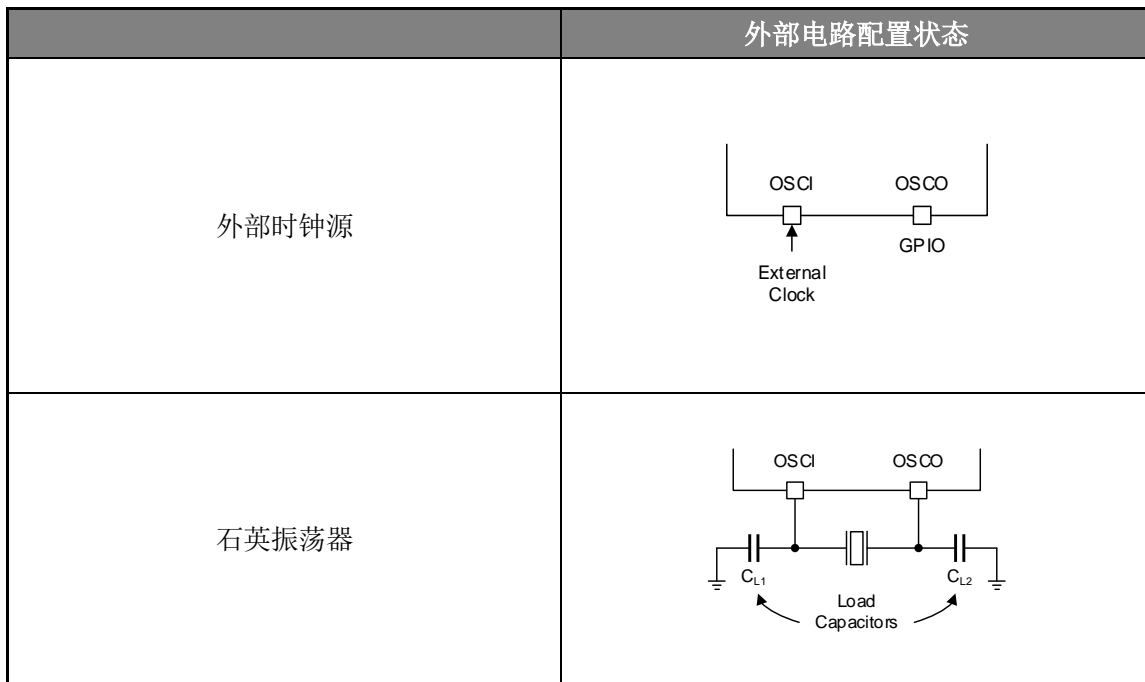 外部电路配置状态
外部时钟源
OSCI OSCO
GPIO
External
Clock
石英振荡器
OSCI OSCO
CL1 CL2
Load
Capacitors